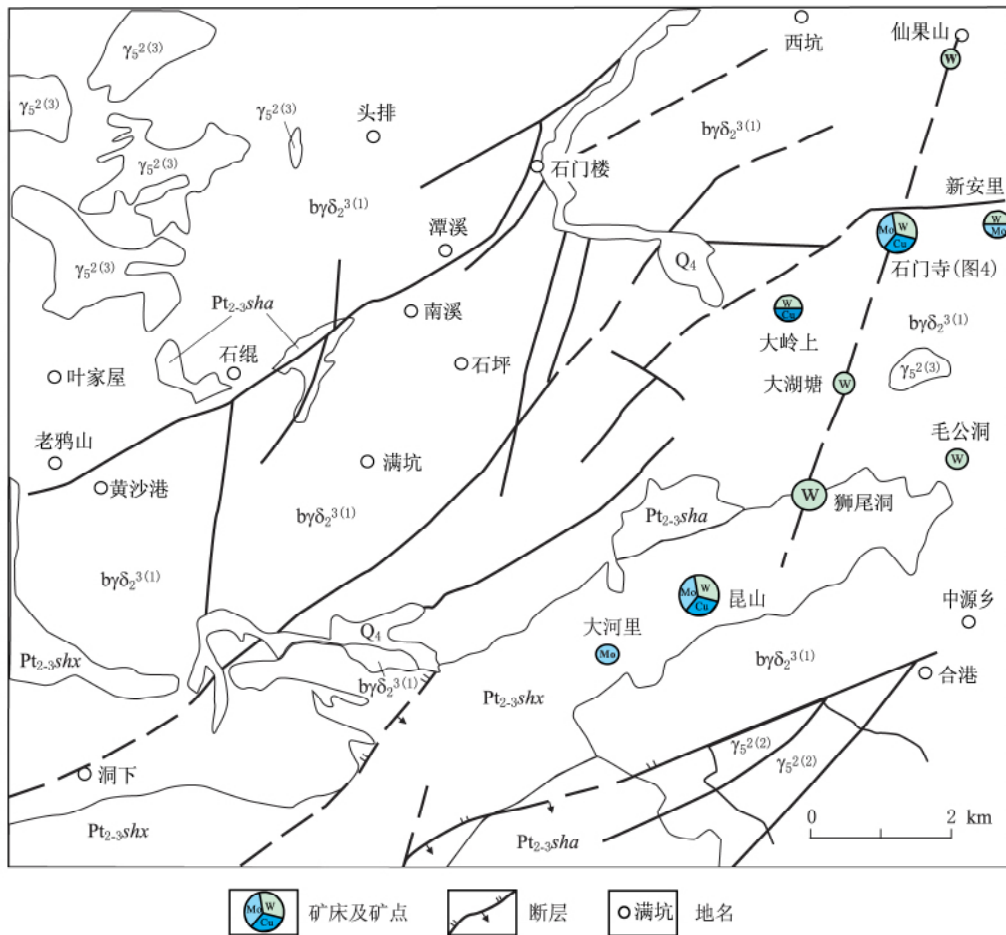 仙果山
W
西坑
γ₅²⁽³⁾
γ₅²⁽³⁾
γ₅²⁽³⁾
头排
bγδ₂³⁽¹⁾
γ₅²⁽³⁾
石门楼
新安里
bγδ₂³⁽¹⁾
W
Mo
Mo W
Cu
潭溪
γ₅²⁽³⁾
Q₄
石门寺(图4)
Pt₂₋₃sha
南溪
W
Cu
bγδ₂³⁽¹⁾
大岭上
石坪
石绲
叶家屋
γ₅²⁽³⁾
W
大湖塘
毛公洞
老鸦山
满坑
W
黄沙港
W
狮尾洞
Pt₂₋₃sha
bγδ₂³⁽¹⁾
bγδ₂³⁽¹⁾
Mo W
Cu
昆山
中源乡
大河里
Q₄
Mo
Pt₂₋₃shx
bγδ₂³⁽¹⁾
合港
bγδ₂³⁽¹⁾
Pt₂₋₃shx
γ₅²⁽²⁾
γ₅²⁽²⁾
洞下
0 2 km
Pt₂₋₃shx
Pt₂₋₃sha
Mo W
Cu
矿床及矿点
断层
满坑
地名